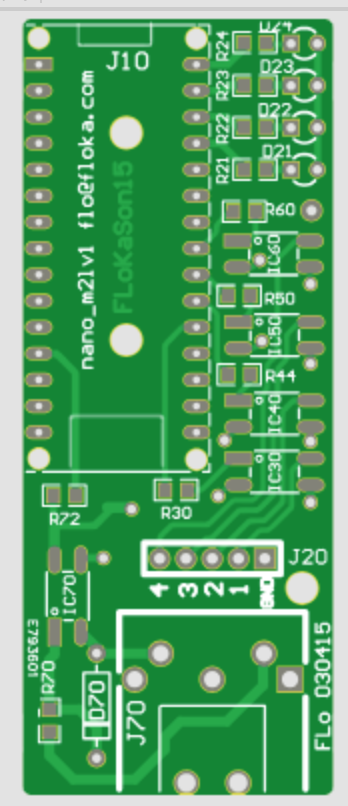 J10
nano_m2lv1 flo@floka.com
FLoKaSon15
R24
D24
R23
D23
R22
D22
R21
D21
R60
IC60
R50
IC50
R44
IC40
IC30
R72
R30
J20
4 3 2 1 GND
IC70
E793601
R70
D70
J70
FLo 030415